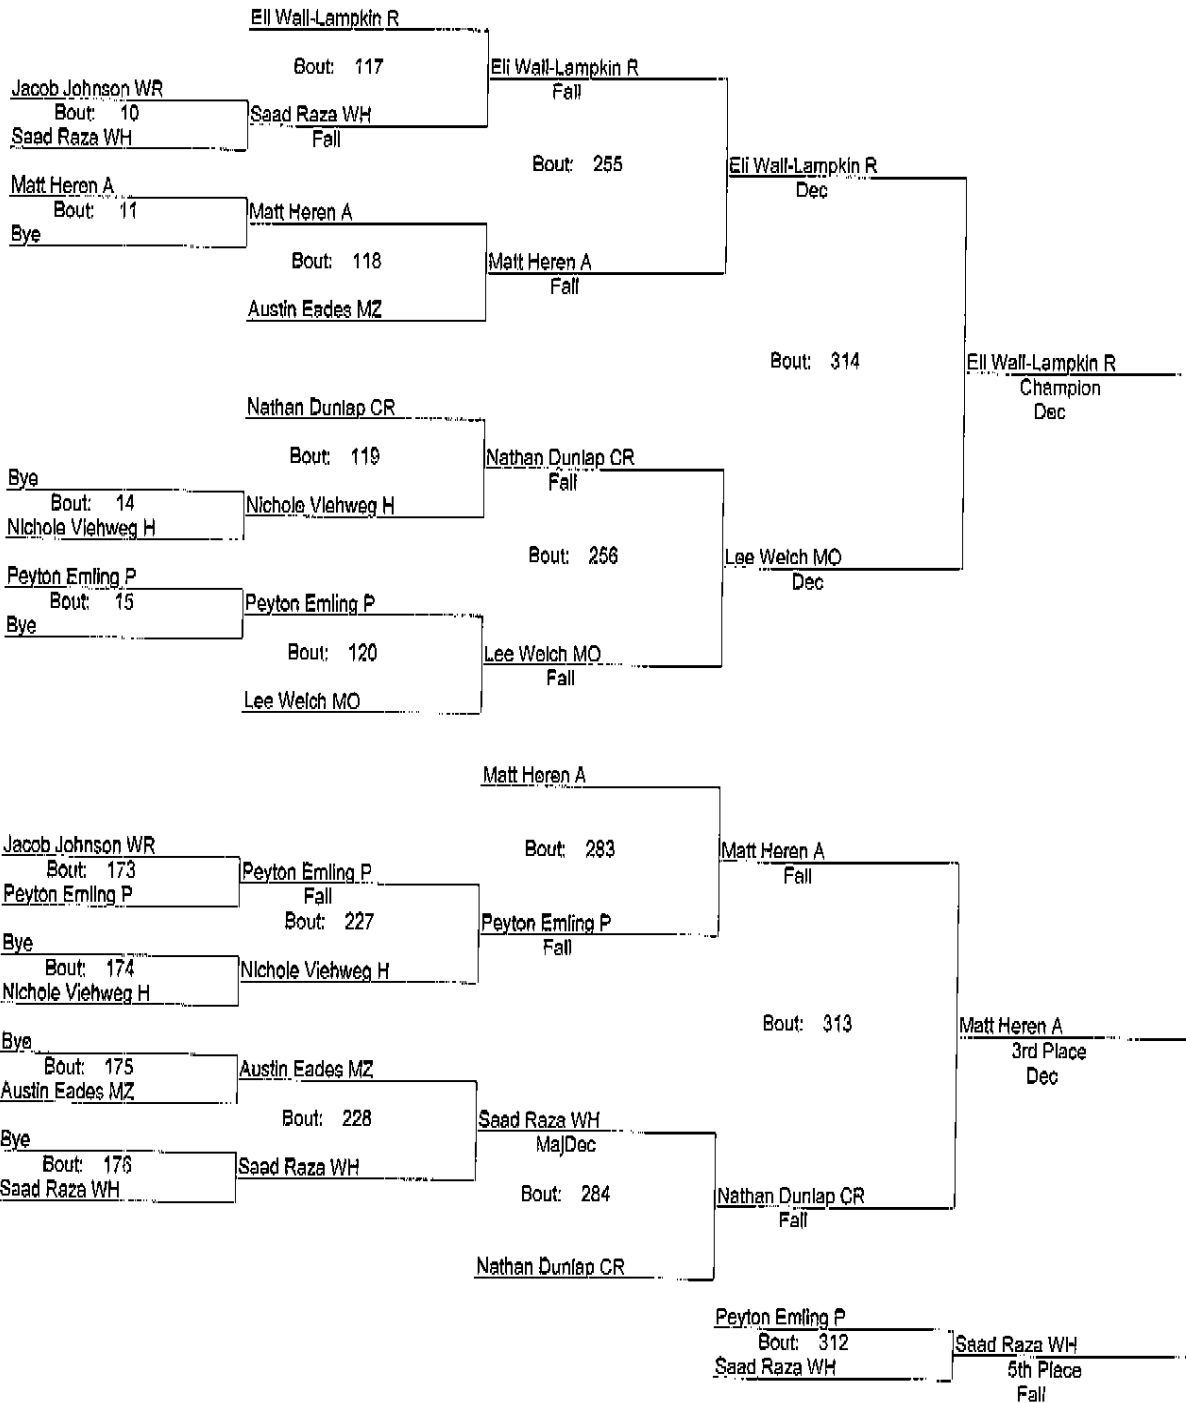 Eli Wall-Lampkin R
Bout: 117
Eli Wall-Lampkin R
Fall
Jacob Johnson WR
Bout: 10
Saad Raza WH
Saad Raza WH
Fall
Bout: 255
Eli Wall-Lampkin R
Dec
Matt Heren A
Bout: 11
Bye
Matt Heren A
Bout: 118
Matt Heren A
Fall
Austin Eades MZ
Bout: 314
Eli Wall-Lampkin R
Champion
Dec
Nathan Dunlap CR
Bout: 119
Nathan Dunlap CR
Fall
Bye
Bout: 14
Nichole Viehweg H
Nichole Viehweg H
Bout: 256
Lee Welch MO
Dec
Peyton Emling P
Bout: 15
Bye
Peyton Emling P
Bout: 120
Lee Welch MO
Fall
Lee Welch MO
Matt Heren A
Bout: 283
Matt Heren A
Fall
Jacob Johnson WR
Bout: 173
Peyton Emling P
Peyton Emling P
Fall
Bout: 227
Peyton Emling P
Fall
Bye
Bout: 174
Nichole Viehweg H
Nichole Viehweg H
Bout: 313
Matt Heren A
3rd Place
Dec
Bye
Bout: 175
Austin Eades MZ
Austin Eades MZ
Bout: 228
Saad Raza WH
MajDec
Bye
Bout: 176
Saad Raza WH
Saad Raza WH
Bout: 284
Nathan Dunlap CR
Fall
Nathan Dunlap CR
Peyton Emling P
Bout: 312
Saad Raza WH
Saad Raza WH
5th Place
Fall